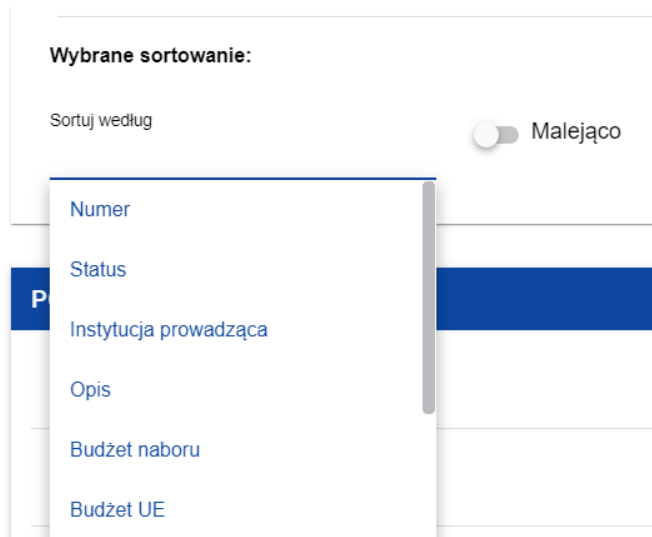 Wybrane sortowanie:
Sortuj według
Malejąco
Numer
Status
Instytucja prowadząca
Opis
Budżet naboru
Budżet UE